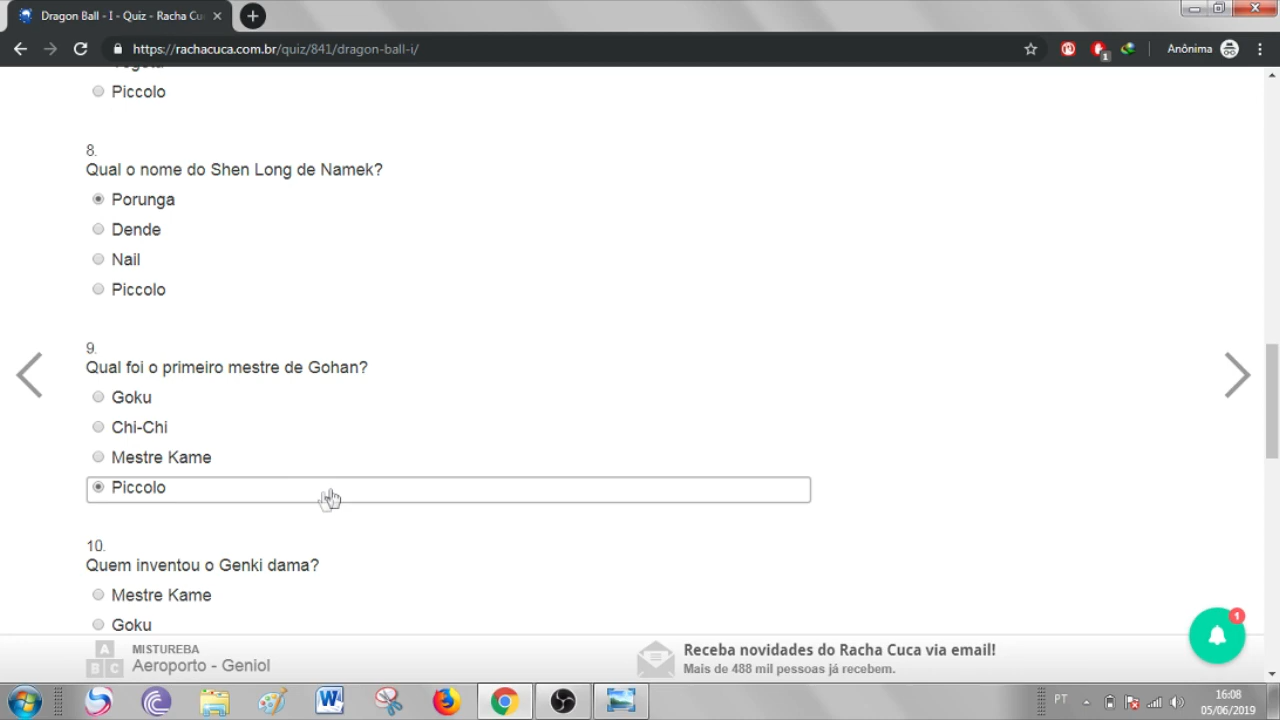 Dragon Ball - I - Quiz - Racha Cu
https://rachacuca.com.br/quiz/841/dragon-ball-i/
1
Anônima
Piccolo
8.
Qual o nome do Shen Long de Namek?
Porunga
Dende
Nail
Piccolo
9.
Qual foi o primeiro mestre de Gohan?
Goku
Chi-Chi
Mestre Kame
Piccolo
10.
Quem inventou o Genki dama?
Mestre Kame
Goku
1
A
B C
MISTUREBA
Aeroporto - Geniol
Receba novidades do Racha Cuca via email!
Mais de 488 mil pessoas já recebem.
PT
16:08
05/06/2019